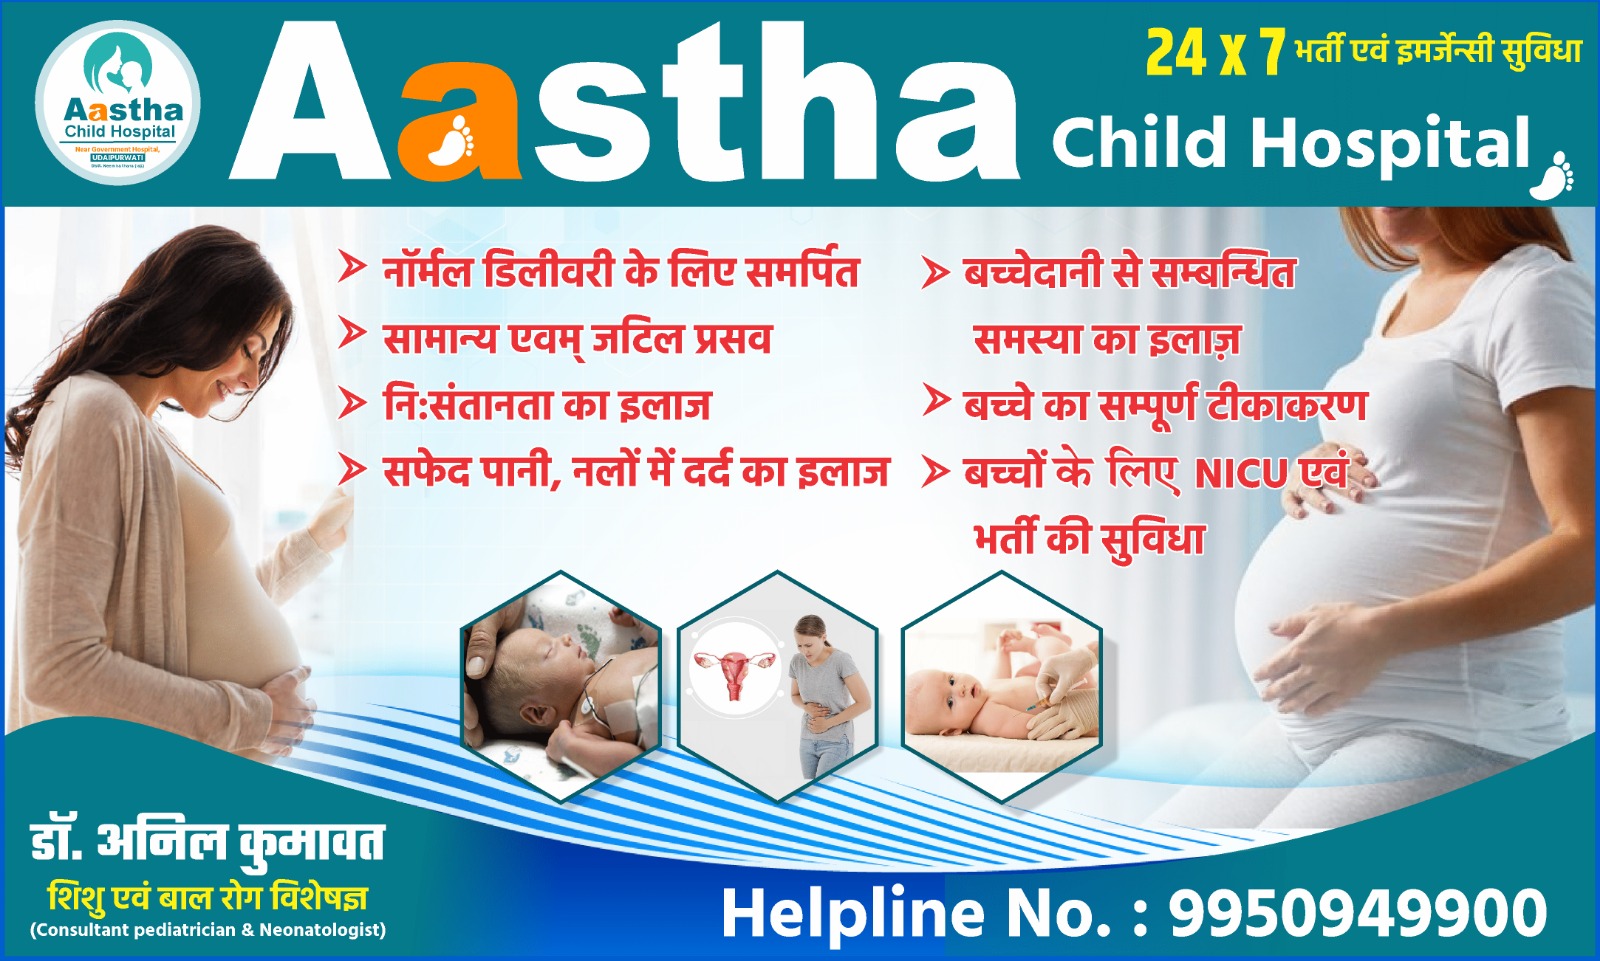 Aastha
Child Hospital
Near Government Hospital,
UDAIPURWATI
Aastha
24 x 7 भर्ती एवं इमर्जेन्सी सुविधा
Child Hospital
नॉर्मल डिलीवरी के लिए समर्पित
सामान्य एवम् जटिल प्रसव
नि:संतानता का इलाज
सफेद पानी, नलों में दर्द का इलाज
बच्चेदानी से सम्बन्धित
समस्या का इलाज़
बच्चे का सम्पूर्ण टीकाकरण
बच्चों के लिए NICU एवं
भर्ती की सुविधा
डॉ. अनिल कुमावत
शिशु एवं बाल रोग विशेषज्ञ
(Consultant pediatrician & Neonatologist)
Helpline No. : 9950949900